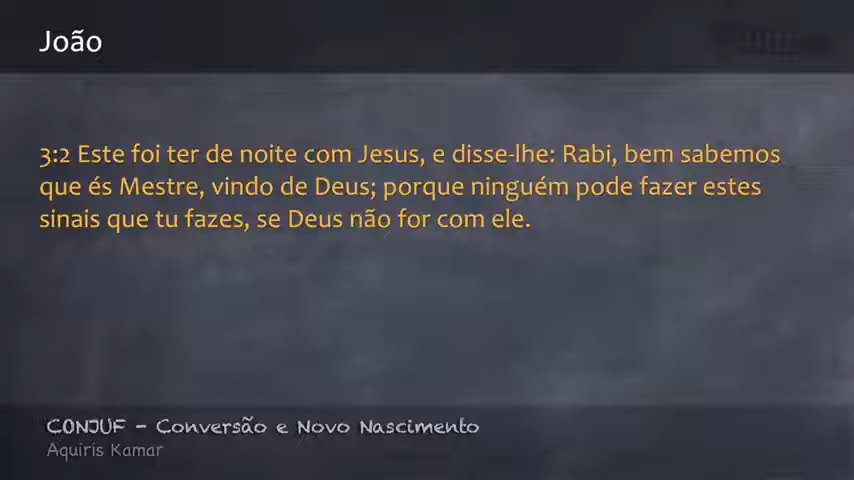 João
3:2 Este foi ter de noite com Jesus, e disse-lhe: Rabi, bem sabemos
que és Mestre, vindo de Deus; porque ninguém pode fazer estes
sinais que tu fazes, se Deus não for com ele.
CONJUF - Conversão e Novo Nascimento
Aquiris Kamar